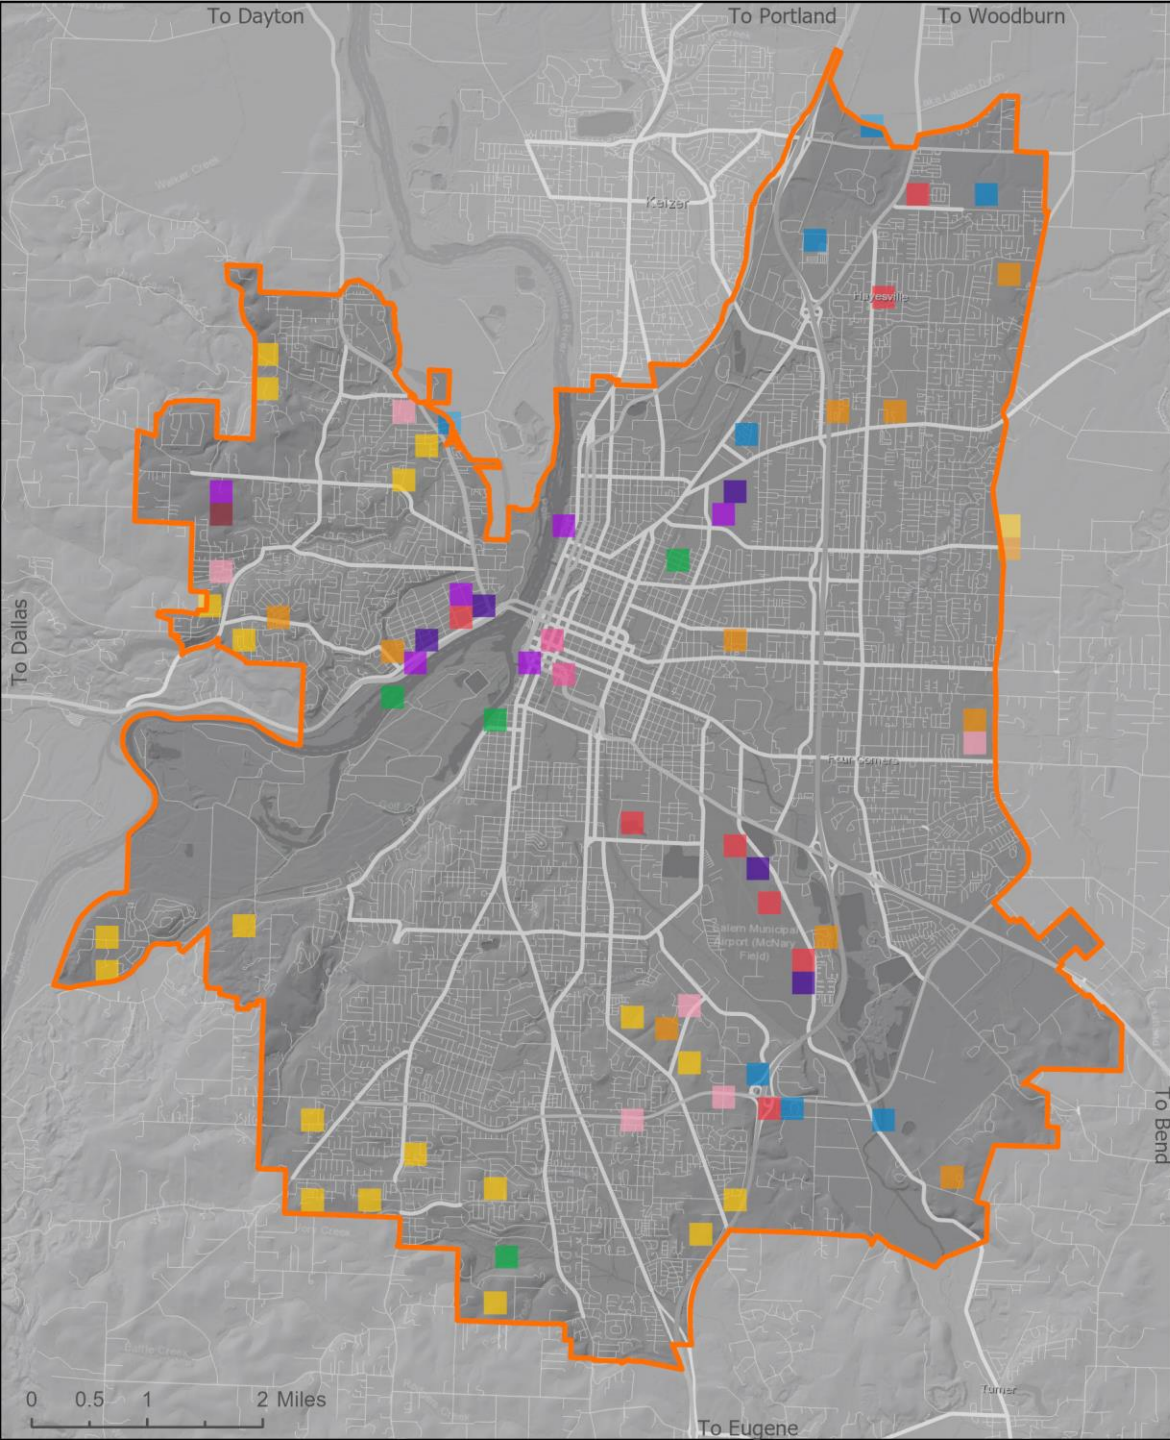 To Dayton
To Portland
To Woodburn
Keizer
Hayesville
To Dallas
Four Corners
Salem Municipal
Airport (McNary
Field)
To Bend
0 0.5 1 2 Miles
Turner
To Eugene